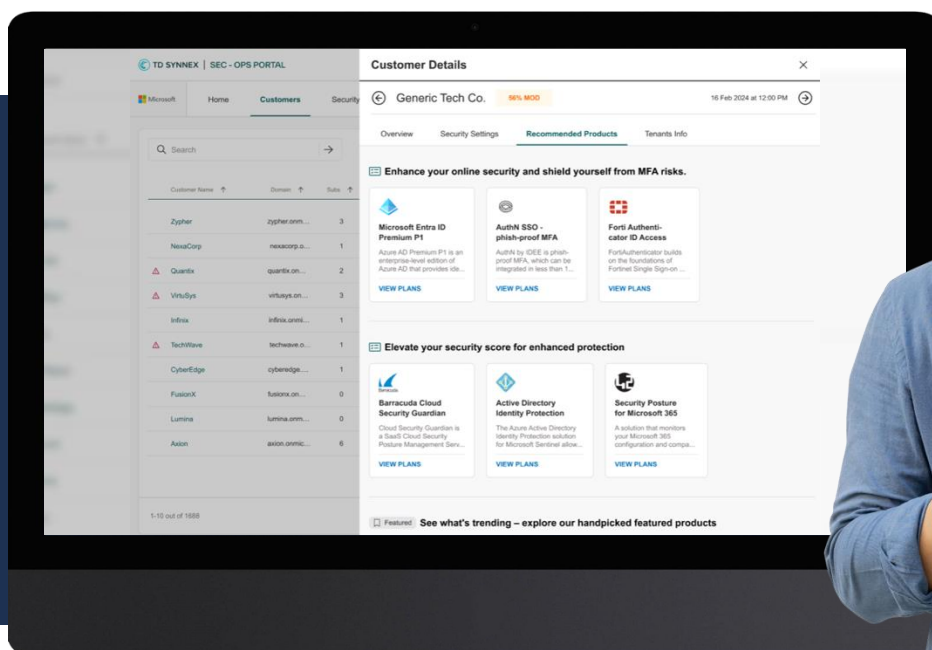 TD SYNNEX | SEC - OPS PORTAL
Microsoft Home Customers Security
Search
Customer Name Domain Subs
Zypher zypher.onm... 3
NexaCorp nexacorp.o... 1
Quantix quantix.on... 2
VirtuSys virtusys.on... 3
Infinix infinix.onmi... 1
TechWave techwave.o... 1
CyberEdge cyberedge.... 1
FusionX fusionx.on... 0
Lumina lumina.onm... 0
Axion axion.onmic... 6
1-10 out of 1688
Customer Details
Generic Tech Co. 56% MOD 16 Feb 2024 at 12:00 PM
Overview Security Settings Recommended Products Tenants Info
Enhance your online security and shield yourself from MFA risks.
Microsoft Entra ID
Premium P1
Azure AD Premium P1 is an
enterprise-level edition of
Azure AD that provides ide...
VIEW PLANS
AuthN SSO -
phish-proof MFA
AuthN by IDEE is phish-
proof MFA, which can be
integrated in less than 1...
VIEW PLANS
Forti Authenti-
cator ID Access
FortiAuthenticator builds
on the foundations of
Fortinet Single Sign-on ...
VIEW PLANS
Elevate your security score for enhanced protection
Barracuda
Barracuda Cloud
Security Guardian
Cloud Security Guardian is
a SaaS Cloud Security
Posture Management Serv...
VIEW PLANS
Active Directory
Identity Protection
The Azure Active Directory
Identity Protection solution
for Microsoft Sentinel allow...
VIEW PLANS
Security Posture
for Microsoft 365
A solution that monitors
your Microsoft 365
configuration and compa...
VIEW PLANS
Featured See what's trending – explore our handpicked featured products